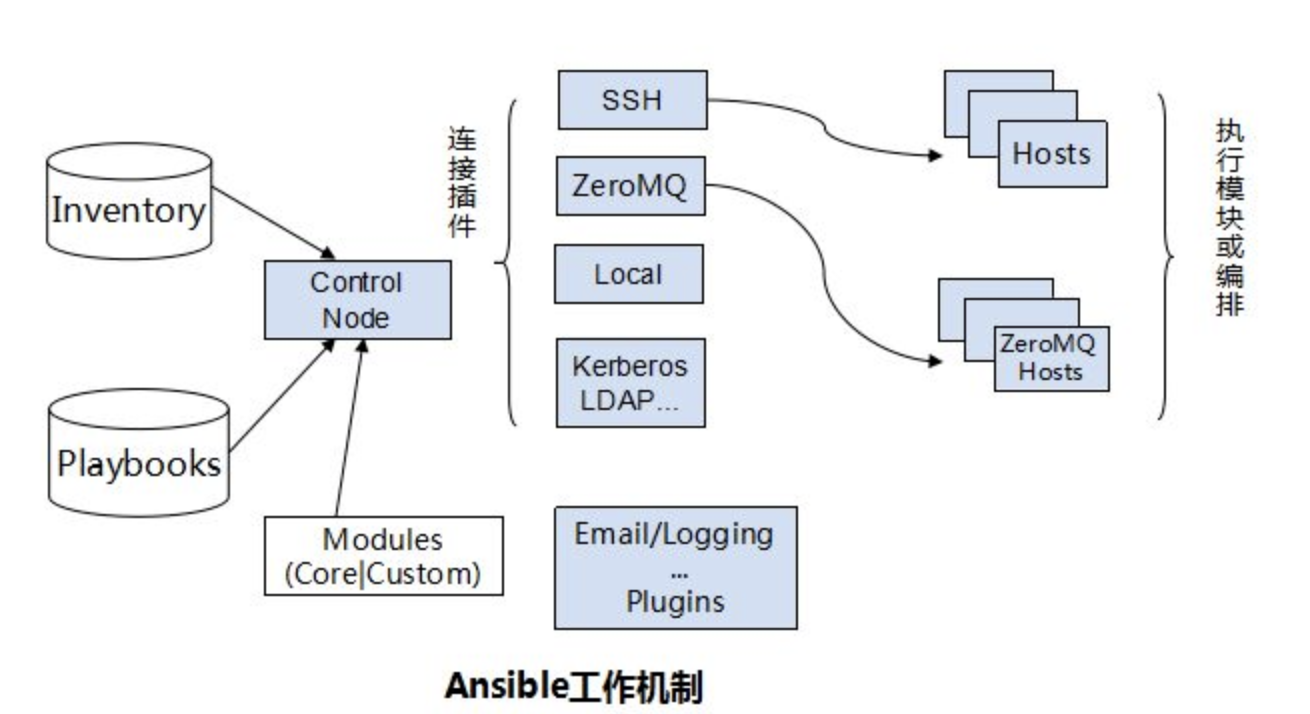 Inventory
Playbooks
Control
Node
Modules
(Core|Custom)
连接插件
SSH
ZeroMQ
Local
Kerberos
LDAP...
Email/Logging
...
Plugins
Hosts
ZeroMQ
Hosts
执行模块或编排
Ansible工作机制